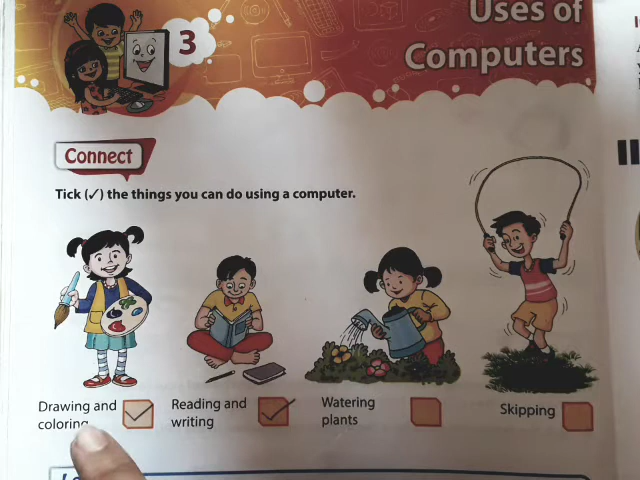 3
Uses of
Computers
Connect
Tick (✓) the things you can do using a computer.
Drawing and
coloring
Reading and
writing
Watering
plants
Skipping